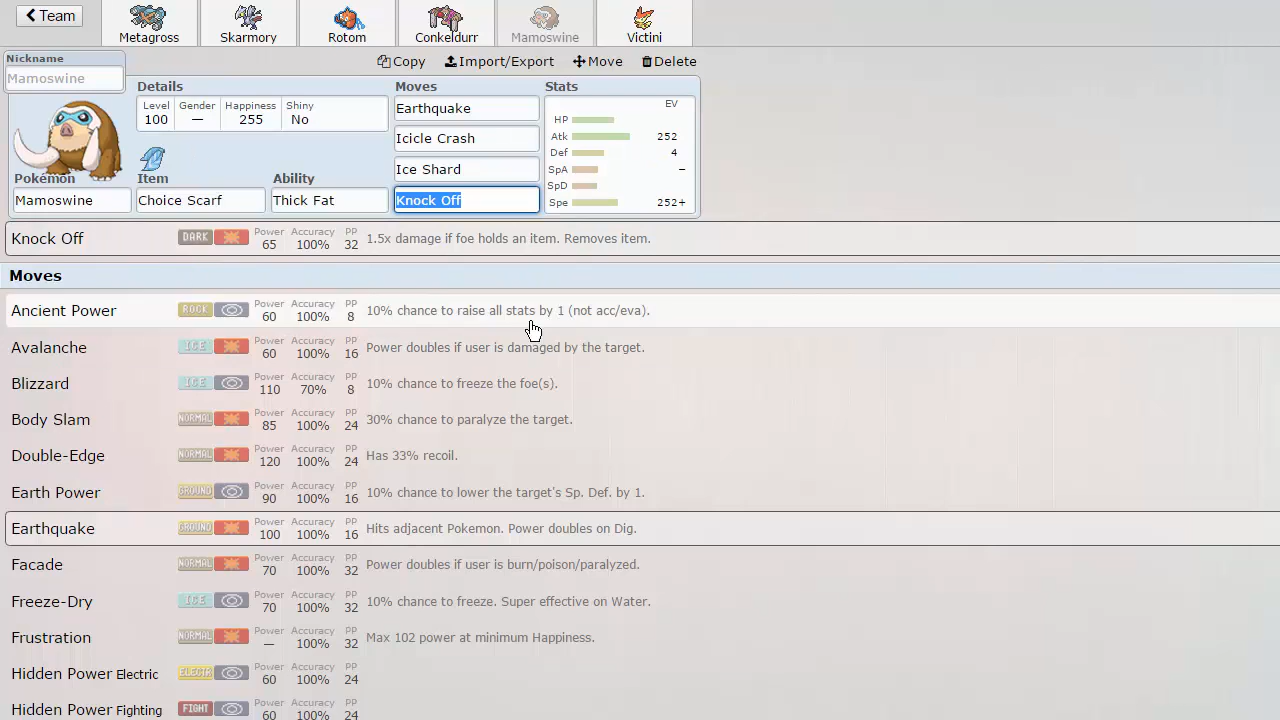 Team
Metagross Skarmory Rotom Conkeldurr Mamoswine Victini
Copy Import/Export Move Delete
Nickname
Mamoswine
Details
Level Gender Happiness Shiny
100 — 255 No
Pokémon Item Ability
Mamoswine Choice Scarf Thick Fat
Moves
Earthquake
Icicle Crash
Ice Shard
Knock Off
Stats
EV
HP
Atk 252
Def 4
SpA –
SpD
Spe 252+
Knock Off DARK Power 65 Accuracy 100% PP 32 1.5x damage if foe holds an item. Removes item.
Moves
Ancient Power ROCK Power 60 Accuracy 100% PP 8 10% chance to raise all stats by 1 (not acc/eva).
Avalanche ICE Power 60 Accuracy 100% PP 16 Power doubles if user is damaged by the target.
Blizzard ICE Power 110 Accuracy 70% PP 8 10% chance to freeze the foe(s).
Body Slam NORMAL Power 85 Accuracy 100% PP 24 30% chance to paralyze the target.
Double-Edge NORMAL Power 120 Accuracy 100% PP 24 Has 33% recoil.
Earth Power GROUND Power 90 Accuracy 100% PP 16 10% chance to lower the target's Sp. Def. by 1.
Earthquake GROUND Power 100 Accuracy 100% PP 16 Hits adjacent Pokemon. Power doubles on Dig.
Facade NORMAL Power 70 Accuracy 100% PP 32 Power doubles if user is burn/poison/paralyzed.
Freeze-Dry ICE Power 70 Accuracy 100% PP 32 10% chance to freeze. Super effective on Water.
Frustration NORMAL Power — Accuracy 100% PP 32 Max 102 power at minimum Happiness.
Hidden Power Electric ELECTR Power 60 Accuracy 100% PP 24
Hidden Power Fighting FIGHT Power 60 Accuracy 100% PP 24